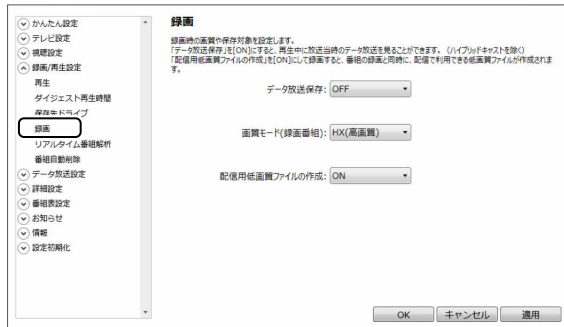 かんたん設定
テレビ設定
視聴設定
録画/再生設定
再生
ダイジェスト再生時間
保存先ドライブ
録画
リアルタイム番組解析
番組自動削除
データ放送設定
詳細設定
番組表設定
お知らせ
情報
設定初期化
録画
録画時の画質や保存対象を設定します。
「データ放送保存」を[ON]にすると、再生中に放送当時のデータ放送を見ることができます。(ハイブリッドキャストを除く)
「配信用低画質ファイルの作成」を[ON]にして録画すると、番組の録画と同時に、配信で利用できる低画質ファイルが作成されま
す。
データ放送保存: OFF
画質モード(録画番組): HX(高画質)
配信用低画質ファイルの作成: ON
OK キャンセル 適用